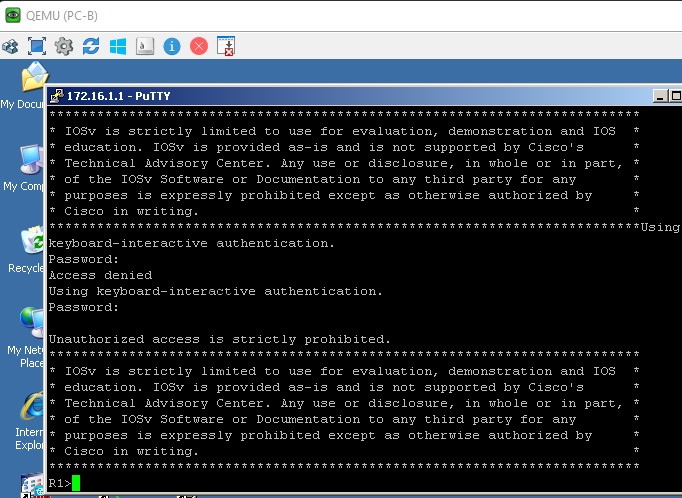 QEMU (PC-B)
My Docu
172.16.1.1 - PuTTY
********************************************************************
* IOSv is strictly limited to use for evaluation, demonstration and IOS *
* education. IOSv is provided as-is and is not supported by Cisco's *
* Technical Advisory Center. Any use or disclosure, in whole or in part, *
* of the IOSv Software or Documentation to any third party for any *
* purposes is expressly prohibited except as otherwise authorized by *
* Cisco in writing. *
********************************************************************Using
keyboard-interactive authentication.
Password:
Access denied
Using keyboard-interactive authentication.
Password:
Unauthorized access is strictly prohibited.
********************************************************************
* IOSv is strictly limited to use for evaluation, demonstration and IOS *
* education. IOSv is provided as-is and is not supported by Cisco's *
* Technical Advisory Center. Any use or disclosure, in whole or in part, *
* of the IOSv Software or Documentation to any third party for any *
* purposes is expressly prohibited except as otherwise authorized by *
* Cisco in writing. *
********************************************************************
R1>
My Comp
Recycle
My Net
Place
Intern
Explor